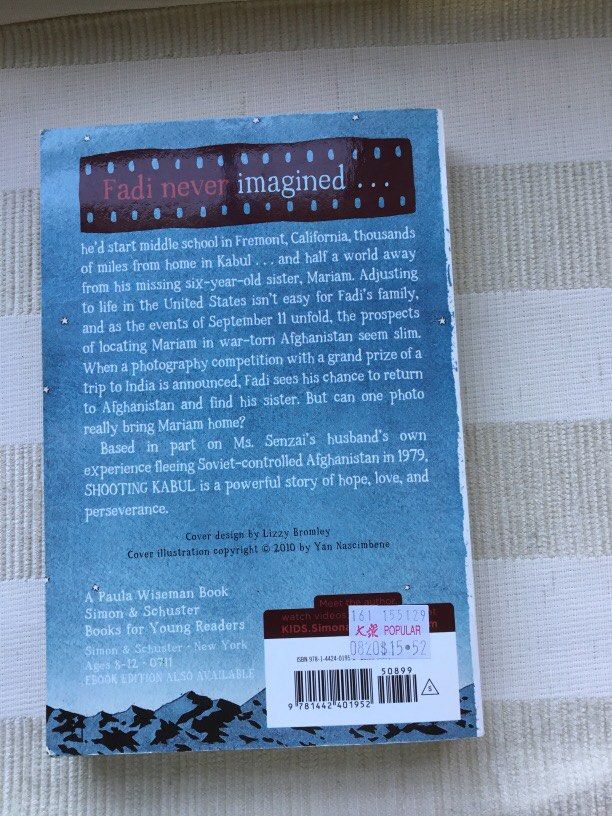 Fadi never imagined . . .
he'd start middle school in Fremont, California, thousands
of miles from home in Kabul . . . and half a world away
from his missing six-year-old sister, Mariam. Adjusting
to life in the United States isn't easy for Fadi's family,
and as the events of September 11 unfold, the prospects
of locating Mariam in war-torn Afghanistan seem slim.
When a photography competition with a grand prize of a
trip to India is announced, Fadi sees his chance to return
to Afghanistan and find his sister. But can one photo
really bring Mariam home?
Based in part on Ms. Senzai's husband's own
experience fleeing Soviet-controlled Afghanistan in 1979,
SHOOTING KABUL is a powerful story of hope, love, and
perseverance.
Cover design by Lizzy Bromley
Cover illustration copyright © 2010 by Yan Nascimbene
A Paula Wiseman Book
Simon & Schuster
Books for Young Readers
Simon & Schuster • New York
Ages 8-12 • 0711
EBOOK EDITION ALSO AVAILABLE
Meet the author,
watch videos,
KIDS.Simona
161 155129
大衆 POPULAR
0820$15.52
ISBN 978-1-4424-0195-
50899
9 781442 401952
S